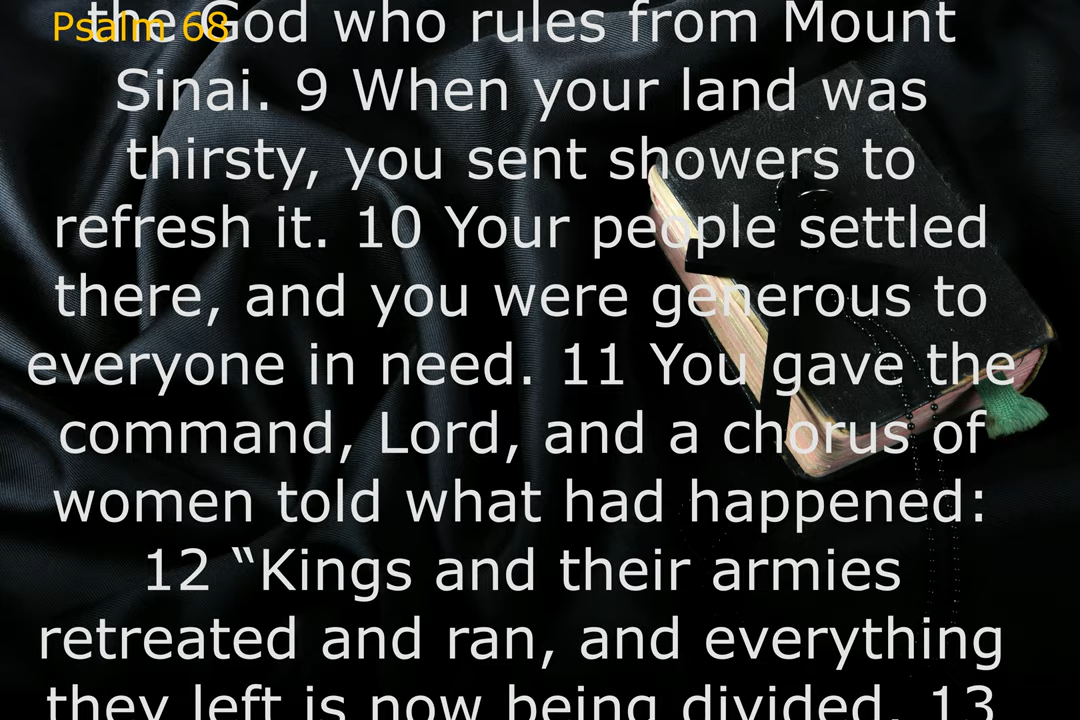 Psalm 68
the God who rules from Mount
Sinai. 9 When your land was
thirsty, you sent showers to
refresh it. 10 Your people settled
there, and you were generous to
everyone in need. 11 You gave the
command, Lord, and a chorus of
women told what had happened:
12 “Kings and their armies
retreated and ran, and everything
they left is now being divided. 13